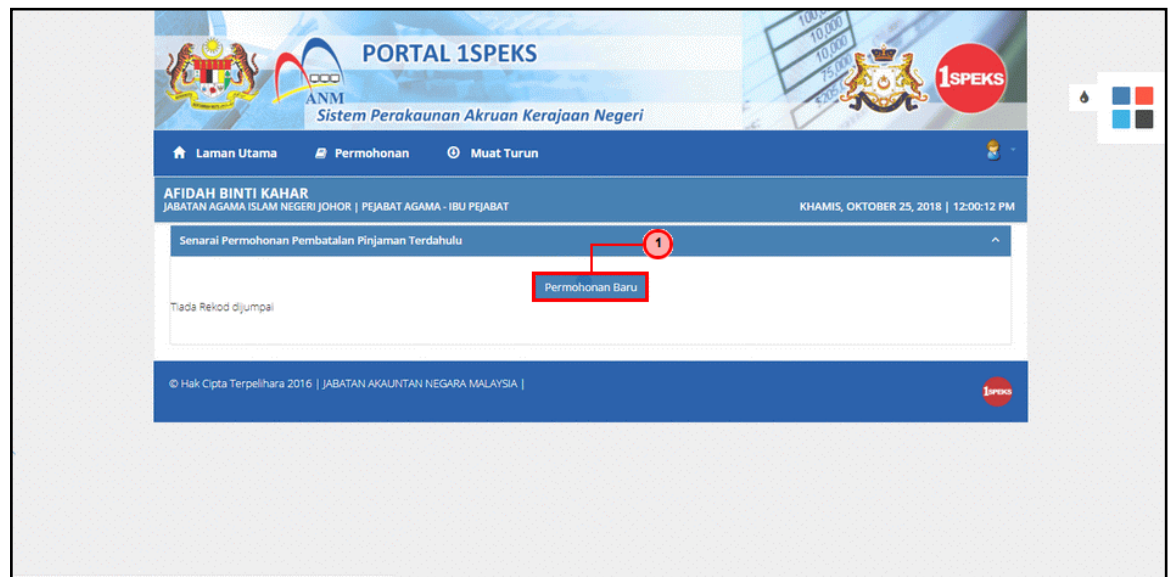 PORTAL 1SPEKS
ANM
Sistem Perakaunan Akruan Kerajaan Negeri
1SPEKS
Laman Utama Permohonan Muat Turun
AFIDAH BINTI KAHAR
JABATAN AGAMA ISLAM NEGERI JOHOR | PEJABAT AGAMA - IBU PEJABAT
KHAMIS, OKTOBER 25, 2018 | 12:00:12 PM
Senarai Permohonan Pembatalan Pinjaman Terdahulu
1
Permohonan Baru
Tiada Rekod dijumpai
© Hak Cipta Terpelihara 2016 | JABATAN AKAUNTAN NEGARA MALAYSIA |
1SPEKS